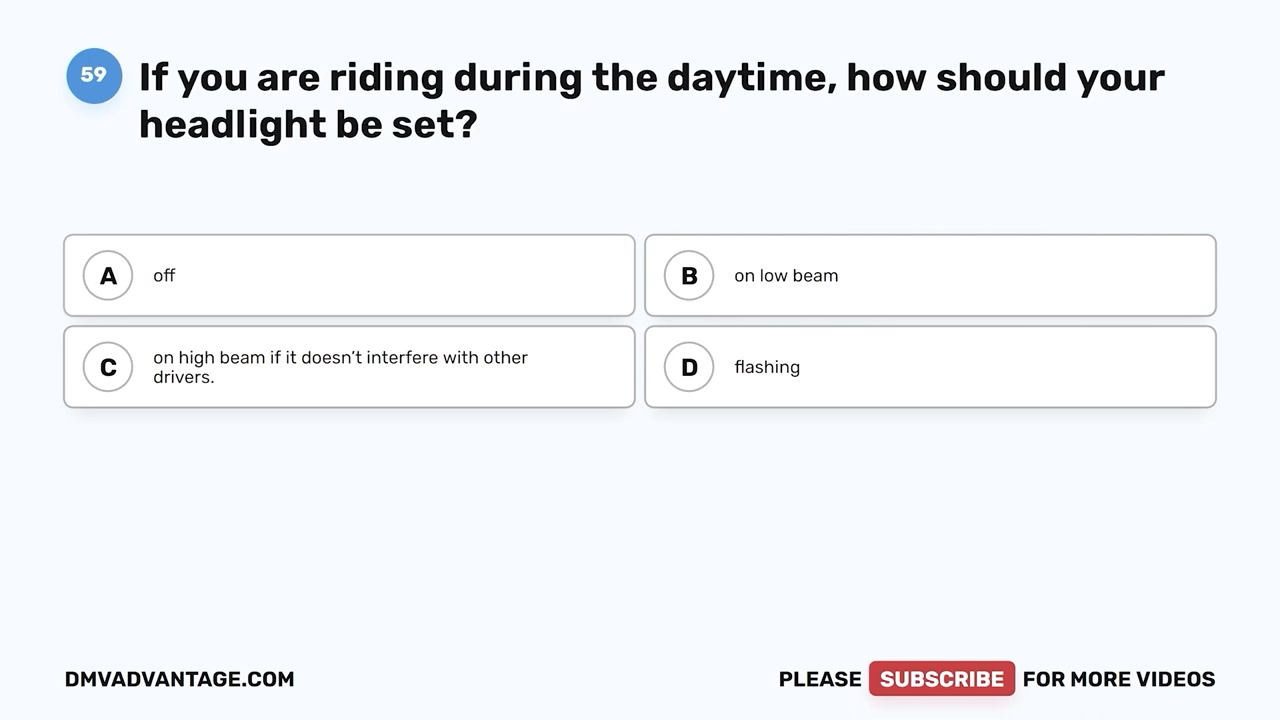 59
If you are riding during the daytime, how should your
headlight be set?
A
off
B
on low beam
C
on high beam if it doesn’t interfere with other
drivers.
D
flashing
DMVADVANTAGE.COM
PLEASE SUBSCRIBE FOR MORE VIDEOS